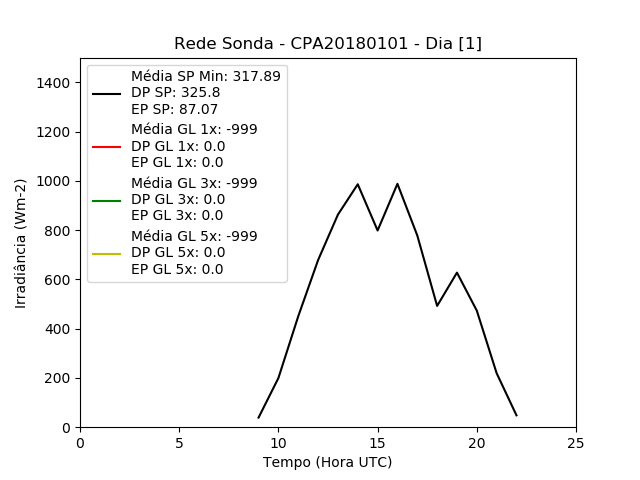 Rede Sonda - CPA20180101 - Dia [1]
Média SP Min: 317.89
DP SP: 325.8
EP SP: 87.07
Média GL 1x: -999
DP GL 1x: 0.0
EP GL 1x: 0.0
Média GL 3x: -999
DP GL 3x: 0.0
EP GL 3x: 0.0
Média GL 5x: -999
DP GL 5x: 0.0
EP GL 5x: 0.0
Irradiância (Wm-2)
1400
1200
1000
800
600
400
200
0
0 5 10 15 20 25
Tempo (Hora UTC)